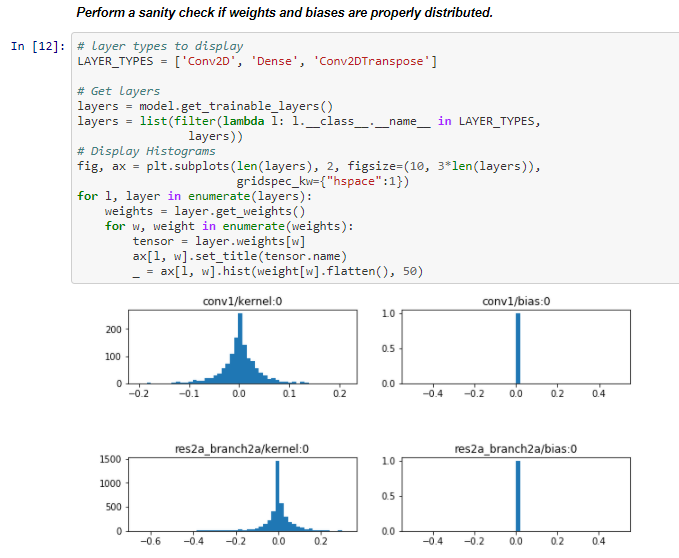 Perform a sanity check if weights and biases are properly distributed.
In [12]: # layer types to display
LAYER_TYPES = ['Conv2D', 'Dense', 'Conv2DTranspose']
# Get layers
layers = model.get_trainable_layers()
layers = list(filter(lambda l: l.__class__.__name__ in LAYER_TYPES,
layers))
# Display Histograms
fig, ax = plt.subplots(len(layers), 2, figsize=(10, 3*len(layers)),
gridspec_kw={"hspace":1})
for l, layer in enumerate(layers):
weights = layer.get_weights()
for w, weight in enumerate(weights):
tensor = layer.weights[w]
ax[l, w].set_title(tensor.name)
_ = ax[l, w].hist(weight[w].flatten(), 50)
conv1/kernel:0
200
100
0
−0.2 −0.1 0.0 0.1 0.2
conv1/bias:0
1.0
0.5
0.0
−0.4 −0.2 0.0 0.2 0.4
res2a_branch2a/kernel:0
1500
1000
500
0
−0.6 −0.4 −0.2 0.0 0.2
res2a_branch2a/bias:0
1.0
0.5
0.0
−0.4 −0.2 0.0 0.2 0.4